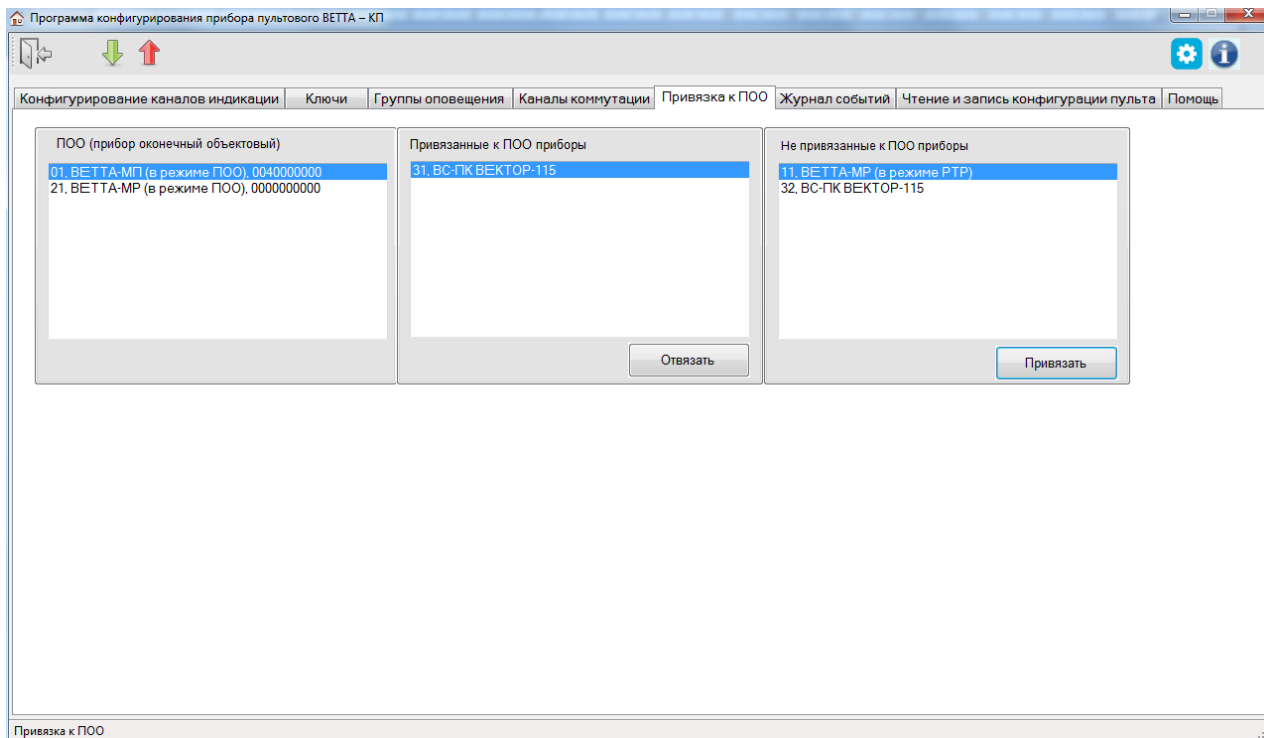 Программа конфигурирования прибора пультового ВЕТТА – КП
Конфигурирование каналов индикации
Ключи
Группы оповещения
Каналы коммутации
Привязка к ПОО
Журнал событий
Чтение и запись конфигурации пульта
Помощь
ПОО (прибор оконечный объектовый)
01, ВЕТТА-МП (в режиме ПОО), 0040000000
21, ВЕТТА-МР (в режиме ПОО), 0000000000
Привязанные к ПОО приборы
31, ВС-ПК ВЕКТОР-115
Отвязать
Не привязанные к ПОО приборы
11, ВЕТТА-МР (в режиме РТР)
32, ВС-ПК ВЕКТОР-115
Привязать
Привязка к ПОО